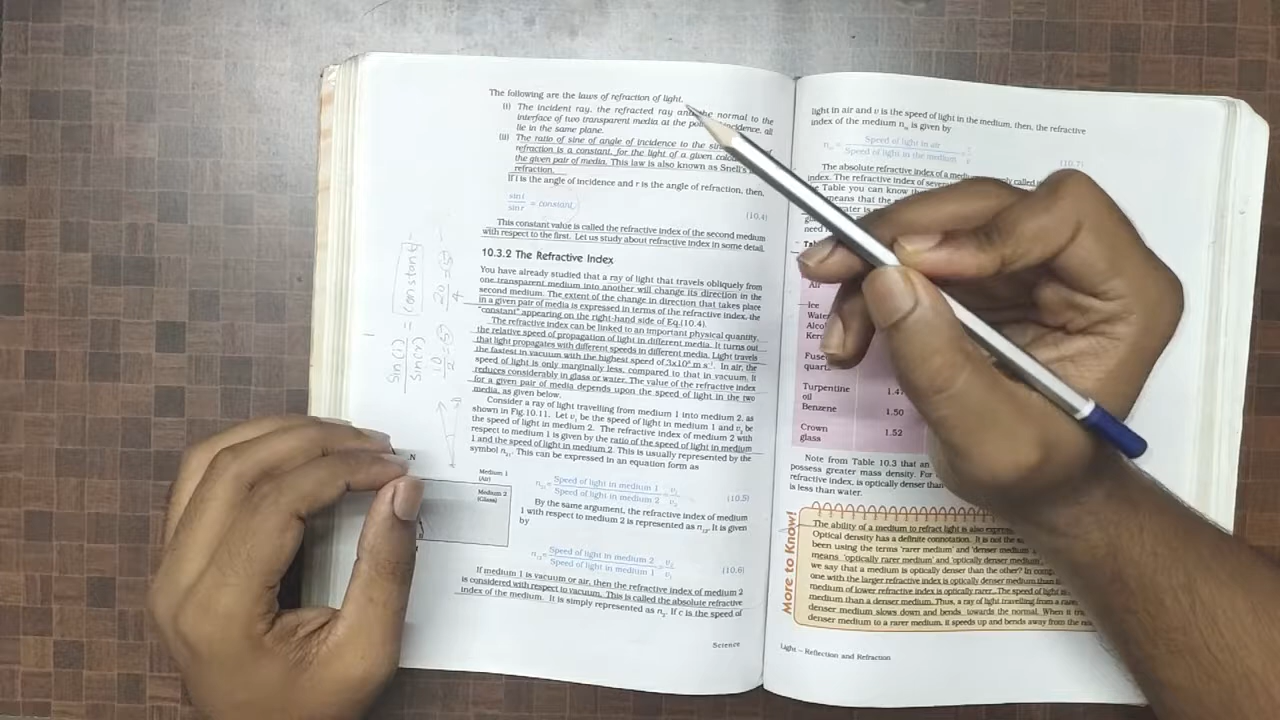 The following are the laws of refraction of light.
(i) The incident ray, the refracted ray and the normal to the
interface of two transparent media at the point incidence, all
lie in the same plane.
(ii) The ratio of sine of angle of incidence to the sine
refraction is a constant, for the light of a given
the given pair of media. This law is also known as Snell's
refraction.
If i is the angle of incidence and r is the angle of refraction, then,
sin i
sin r
= constant
(10.4)
This constant value is called the refractive index of the second medium
with respect to the first. Let us study about refractive index in some detail.
10.3.2 The Refractive Index
You have already studied that a ray of light that travels obliquely from
one transparent medium into another will change its direction in the
second medium. The extent of the change in direction that takes place
in a given pair of media is expressed in terms of the refractive index, the
"constant" appearing on the right-hand side of Eq.(10.4).
The refractive index can be linked to an important physical quantity,
the relative speed of propagation of light in different media. It turns out
that light propagates with different speeds in different media. Light travels
the fastest in vacuum with the highest speed of 3×10⁸ m s⁻¹. In air, the
speed of light is only marginally less, compared to that in vacuum. It
reduces considerably in glass or water. The value of the refractive index
for a given pair of media depends upon the speed of light in the two
media, as given below.
Consider a ray of light travelling from medium 1 into medium 2, as
shown in Fig.10.11. Let v₁ be the speed of light in medium 1 and v₂ be
the speed of light in medium 2. The refractive index of medium 2 with
respect to medium 1 is given by the ratio of the speed of light in medium
1 and the speed of light in medium 2. This is usually represented by the
symbol n₂₁. This can be expressed in an equation form as
n₂₁= Speed of light in medium 1 / Speed of light in medium 2 = v₁ / v₂ (10.5)
By the same argument, the refractive index of medium
1 with respect to medium 2 is represented as n₁₂. It is given
by
n₁₂= Speed of light in medium 2 / Speed of light in medium 1 = v₂ / v₁ (10.6)
If medium 1 is vacuum or air, then the refractive index of medium 2
is considered with respect to vacuum. This is called the absolute refractive
index of the medium. It is simply represented as n₂. If c is the speed of
Science
sin(i)
sin(r)
= constant
10
2
=5
20
4
=5
N
Medium 1
(Air)
Medium 2
(Glass)
light in air and v is the speed of light in the medium, then, the refractive
index of the medium nₘ is given by
nₘ = Speed of light in air / Speed of light in the medium = c / v (10.7)
The absolute refractive index of a called
index. The refractive index of
Table you can know
means that the
water is
need
Air
Ice
Water
Fused
quartz
Turpentine
oil
1.47
Benzene
1.50
Crown
glass
1.52
Note from Table 10.3 that an
possess greater mass density. For
refractive index, is optically denser than
is less than water.
More to Know!
The ability of a medium to refract light is also
Optical density has a definite connotation. It is not the
been using the terms 'rarer medium' and 'denser medium'
means 'optically rarer medium' and 'optically denser medium',
we say that a medium is optically denser than the other? In
one with the larger refractive index is optically denser medium than
medium of lower refractive index is optically rarer. The speed of light is
medium than a denser medium. Thus, a ray of light travelling from a
denser medium slows down and bends towards the normal. When it
denser medium to a rarer medium, it speeds up and bends away from the
Light – Reflection and Refraction